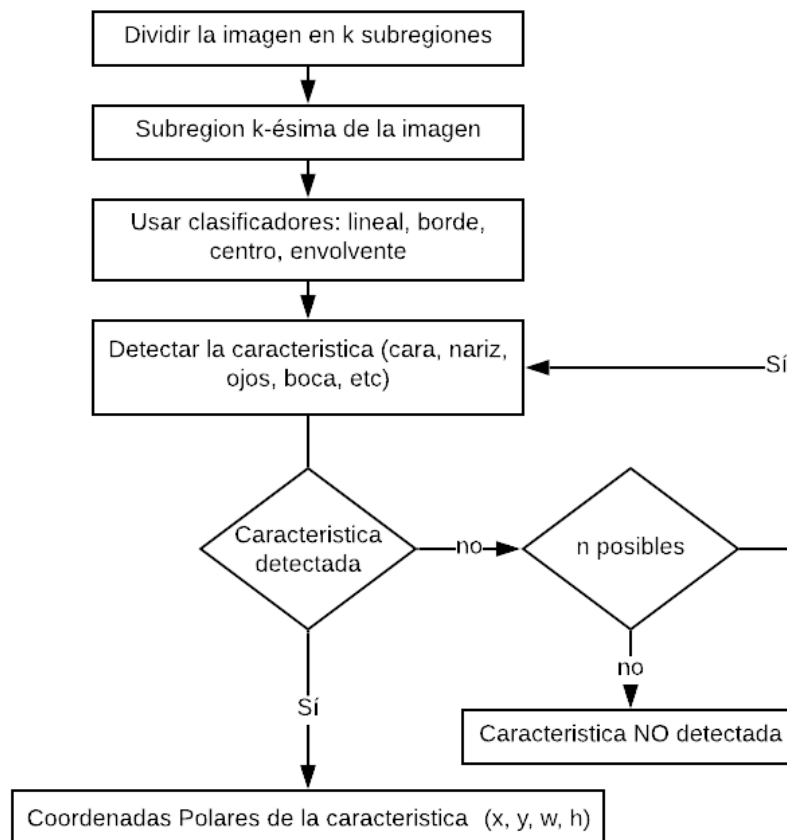 Dividir la imagen en k subregiones
Subregion k-ésima de la imagen
Usar clasificadores: lineal, borde,
centro, envolvente
Detectar la caracteristica (cara, nariz,
ojos, boca, etc)
Sí
Caracteristica
detectada
no
n posibles
no
Sí
Caracteristica NO detectada
Coordenadas Polares de la caracteristica (x, y, w, h)